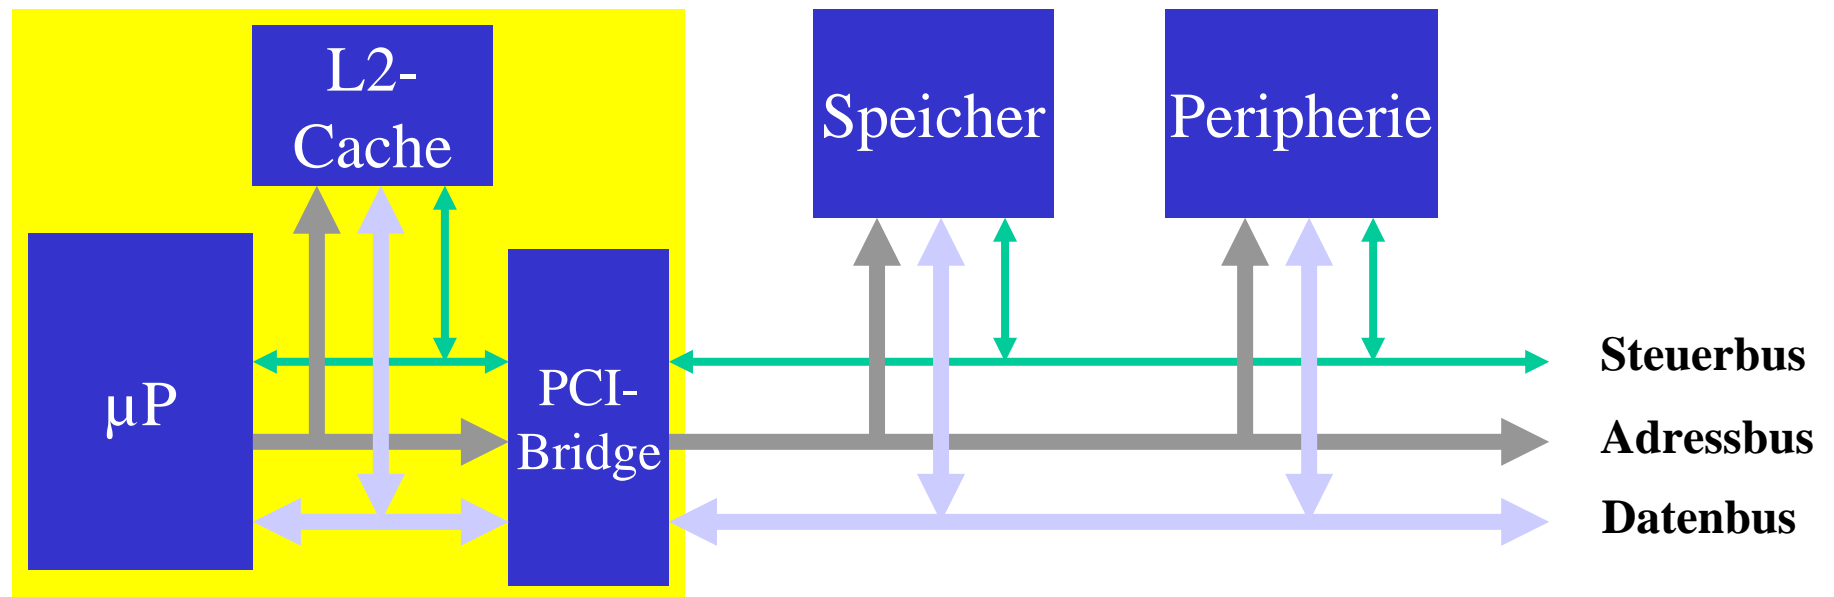 L2-
Cache
Speicher
Peripherie
µP
PCI-
Bridge
Steuerbus
Adressbus
Datenbus